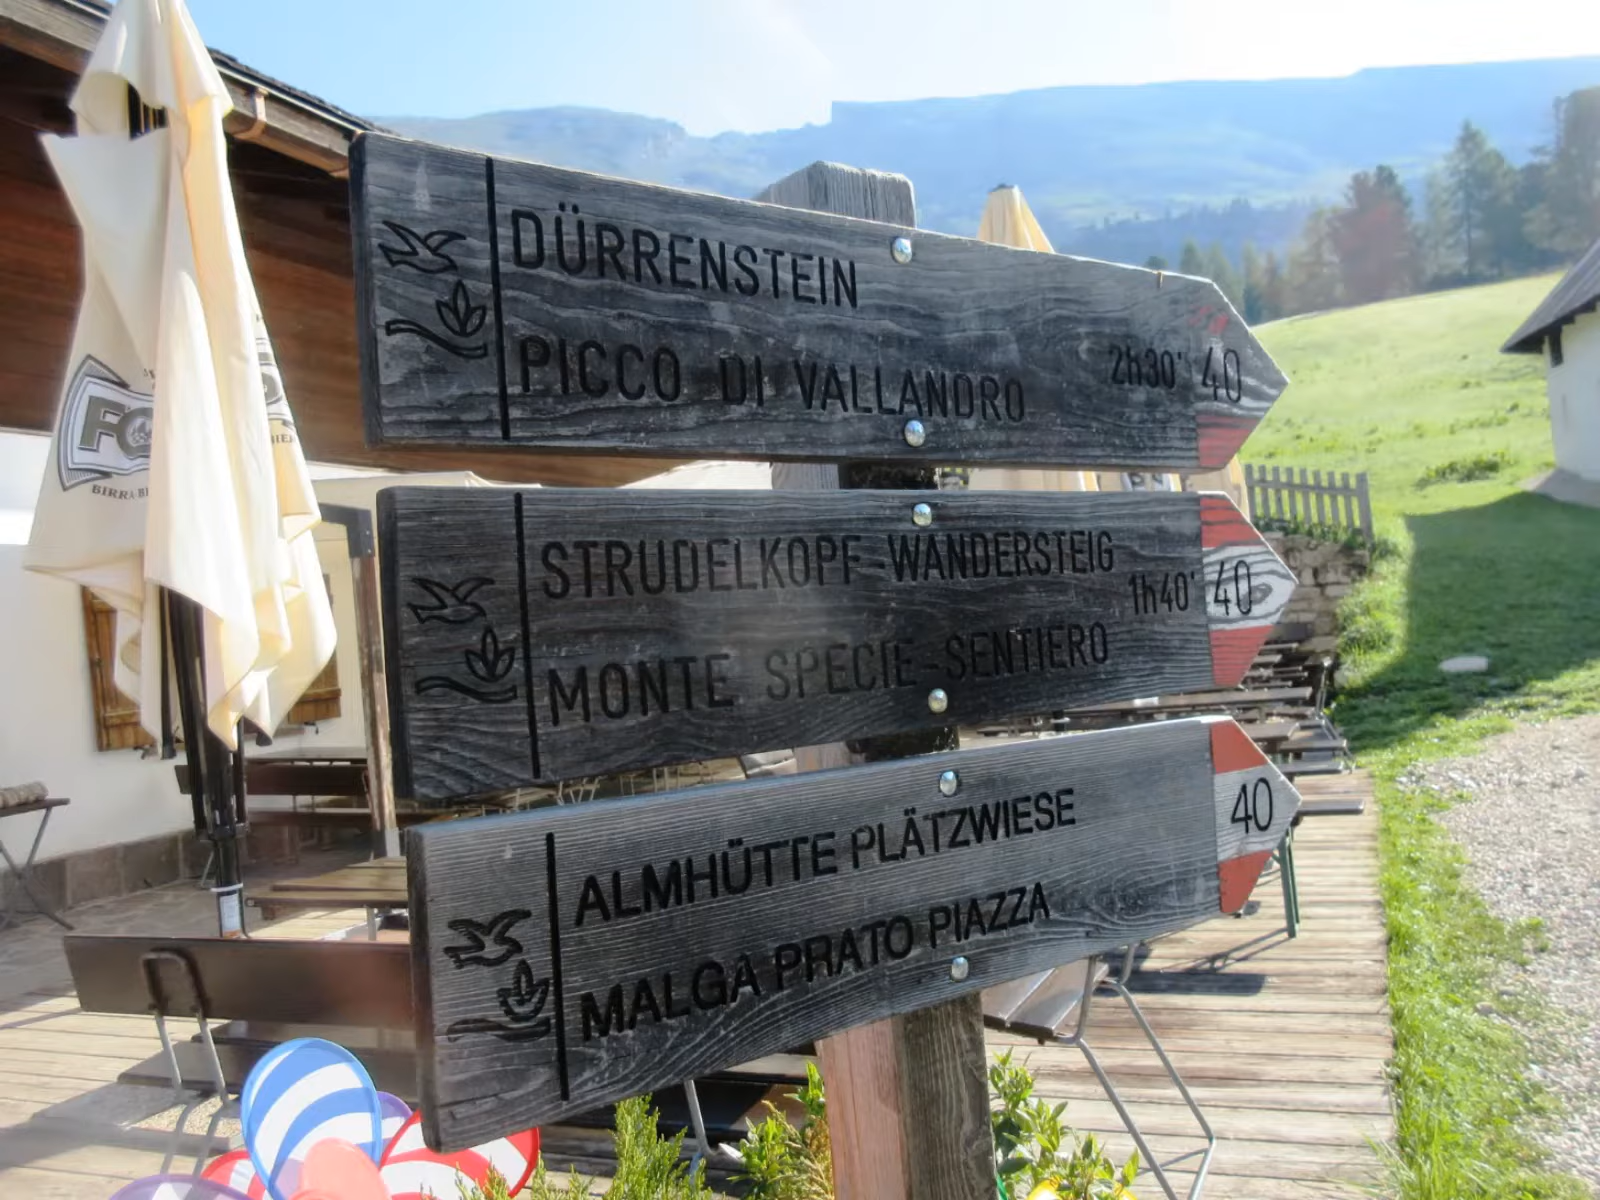 DÜRRENSTEIN
PICCO DI VALLANDRO 2h30' 40
STRUDELKOPF-WANDERSTEIG
1h40' 40
MONTE SPECIE-SENTIERO
ALMHÜTTE PLÄTZWIESE
40
MALGA PRATO PIAZZA
BIRRA